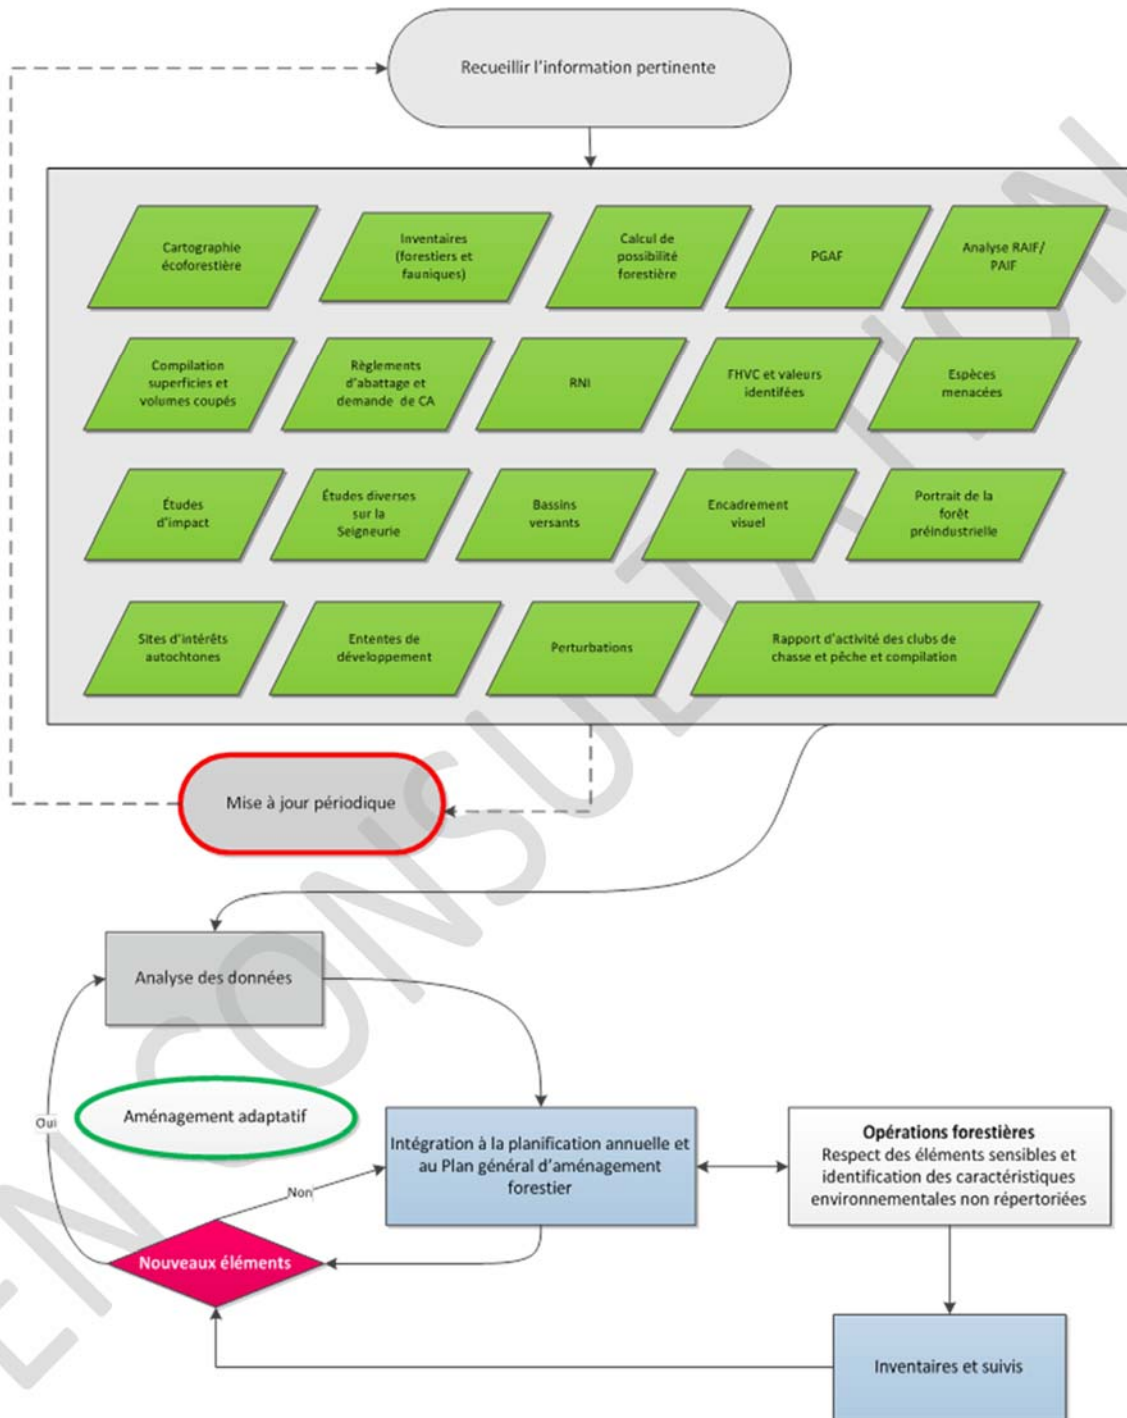 Recueillir l'information pertinente
Cartographie
écoforestière
Inventaires
(forestiers et
fauniques)
Calcul de
possibilité
forestière
PGAF
Analyse RAIF/
PAIF
Compilation
superficies et
volumes coupés
Règlements
d'abattage et
demande de CA
RNI
FHVC et valeurs
identifées
Espèces
menacées
Études
d'impact
Études diverses
sur la
Seigneurie
Bassins
versants
Encadrement
visuel
Portrait de la
forêt
préindustrielle
Sites d'intérêts
autochtones
Ententes de
développement
Perturbations
Rapport d'activité des clubs de
chasse et pêche et compilation
Mise à jour périodique
Analyse des données
Aménagement adaptatif
Oui
Intégration à la planification annuelle et
au Plan général d'aménagement
forestier
Opérations forestières
Respect des éléments sensibles et
identification des caractéristiques
environnementales non répertoriées
Non
Nouveaux éléments
Inventaires et suivis
EN CONSULTATION